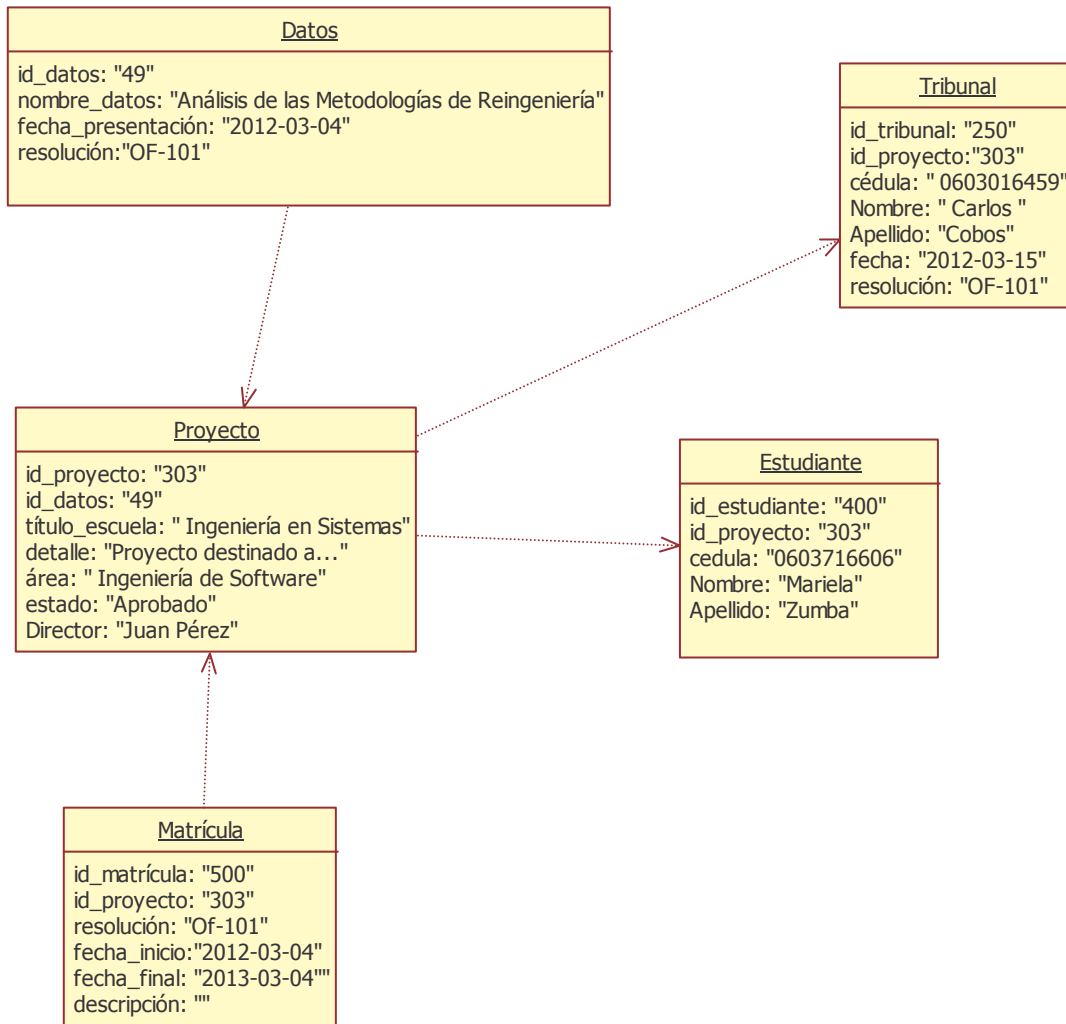 Datos
id_datos: "49"
nombre_datos: "Análisis de las Metodologías de Reingeniería"
fecha_presentación: "2012-03-04"
resolución:"OF-101"
Tribunal
id_tribunal: "250"
id_proyecto:"303"
cédula: " 0603016459"
Nombre: " Carlos "
Apellido: "Cobos"
fecha: "2012-03-15"
resolución: "OF-101"
Proyecto
id_proyecto: "303"
id_datos: "49"
título_escuela: " Ingeniería en Sistemas"
detalle: "Proyecto destinado a..."
área: " Ingeniería de Software"
estado: "Aprobado"
Director: "Juan Pérez"
Estudiante
id_estudiante: "400"
id_proyecto: "303"
cedula: "0603716606"
Nombre: "Mariela"
Apellido: "Zumba"
Matrícula
id_matrícula: "500"
id_proyecto: "303"
resolución: "Of-101"
fecha_inicio:"2012-03-04"
fecha_final: "2013-03-04""
descripción: ""